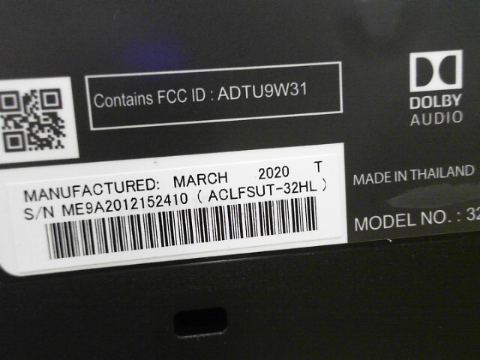 Contains FCC ID : ADTU9W31
DOLBY
AUDIO
MANUFACTURED: MARCH 2020 T
S/N ME9A2012152410 ( ACLFSUT-32HL )
MADE IN THAILAND
MODEL NO. : 32